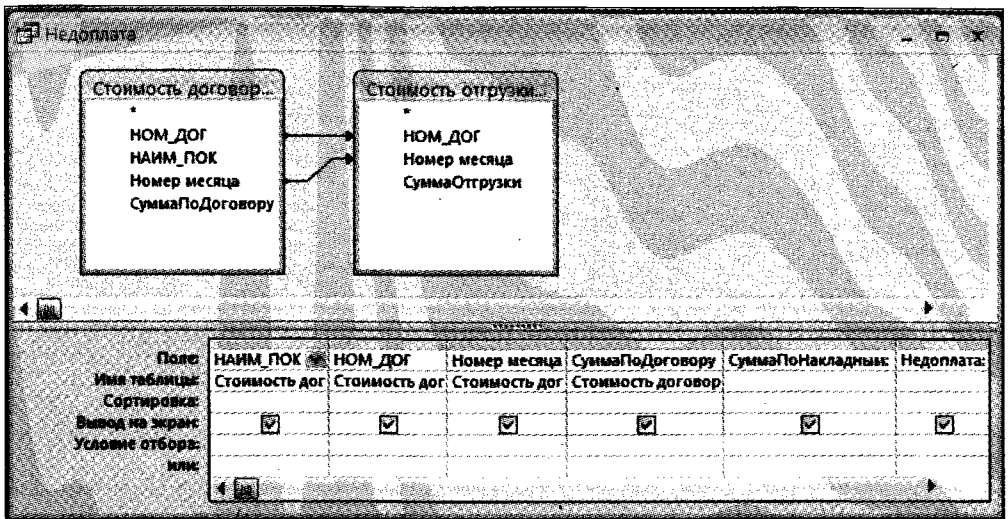 Недоплата
Стоимость договор... Стоимость отгрузки...
* *
НОМ_ДОГ НОМ_ДОГ
НАИМ_ПОК Номер месяца
Номер месяца СуммаОтгрузки
СуммаПоДоговору
Поле: НАИМ_ПОК НОМ_ДОГ Номер месяца СуммаПоДоговору СуммаПоНакладным: Недоплата:
Имя таблицы: Стоимость дог Стоимость дог Стоимость дог Стоимость договор
Сортировка:
Вывод на экран:
Условие отбора:
или: